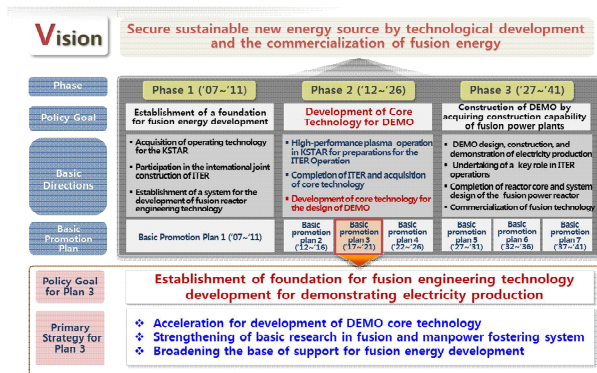 Vision
Secure sustainable new energy source by technological development
and the commercialization of fusion energy
Phase
Phase 1 ('07~'11)
Phase 2 ('12~'26)
Phase 3 ('27~'41)
Policy Goal
Establishment of a foundation
for fusion energy development
Development of Core
Technology for DEMO
Construction of DEMO by
acquiring construction capability
of fusion power plants
Basic
Directions
• Acquisition of operating technology
for the KSTAR
• Participation in the international joint
construction of ITER
• Establishment of a system for the
development of fusion reactor
engineering technology
• High-performance plasma operation
in KSTAR for preparations for the
ITER Operation
• Completion of ITER and acquisition
of core technology
• Development of core technology for
the design of DEMO
• DEMO design, construction, and
demonstration of electricity production
• Undertaking of a key role in ITER
operations
• Completion of reactor core and system
design of the fusion power reactor
• Commercialization of fusion technology
Basic
Promotion
Plan
Basic Promotion Plan 1 ('07~'11)
Basic
promotion
plan 2
('12~'16)
Basic
promotion
plan 3
('17~'21)
Basic
promotion
plan 4
('22~'26)
Basic
promotion
plan 5
('27~'31)
Basic
promotion
plan 6
('32~'36)
Basic
promotion
plan 7
('37~'41)
Policy Goal
for Plan 3
Establishment of foundation for fusion engineering technology
development for demonstrating electricity production
Primary
Strategy for
Plan 3
❖ Acceleration for development of DEMO core technology
❖ Strengthening of basic research in fusion and manpower fostering system
❖ Broadening the base of support for fusion energy development